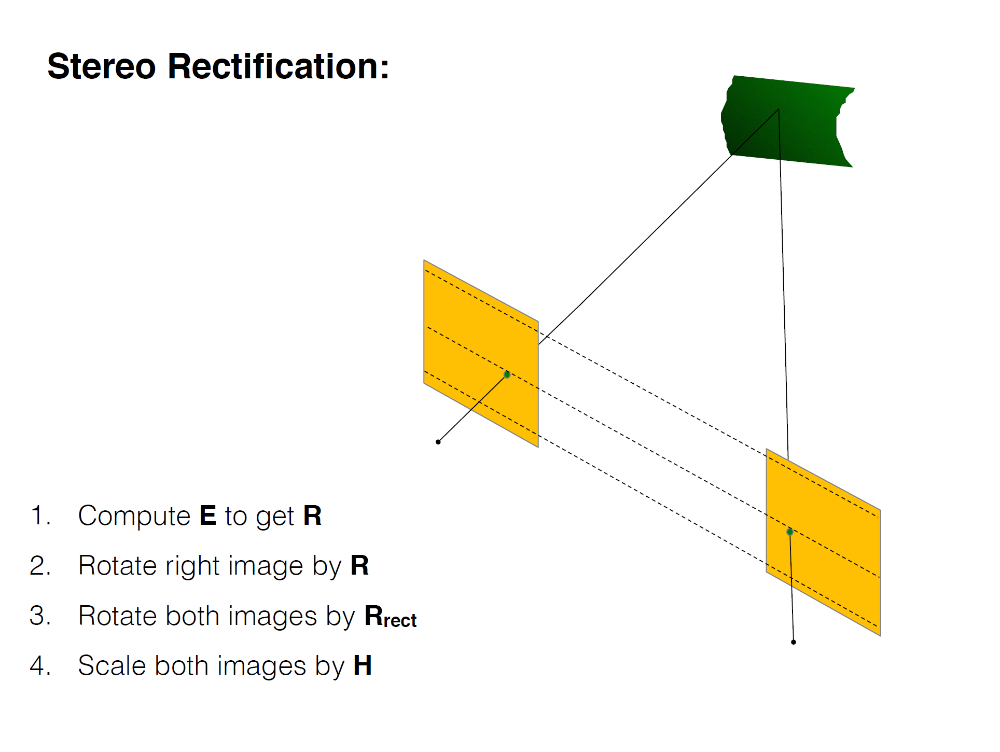 Stereo Rectification:
1. Compute E to get R
2. Rotate right image by R
3. Rotate both images by Rrect
4. Scale both images by H